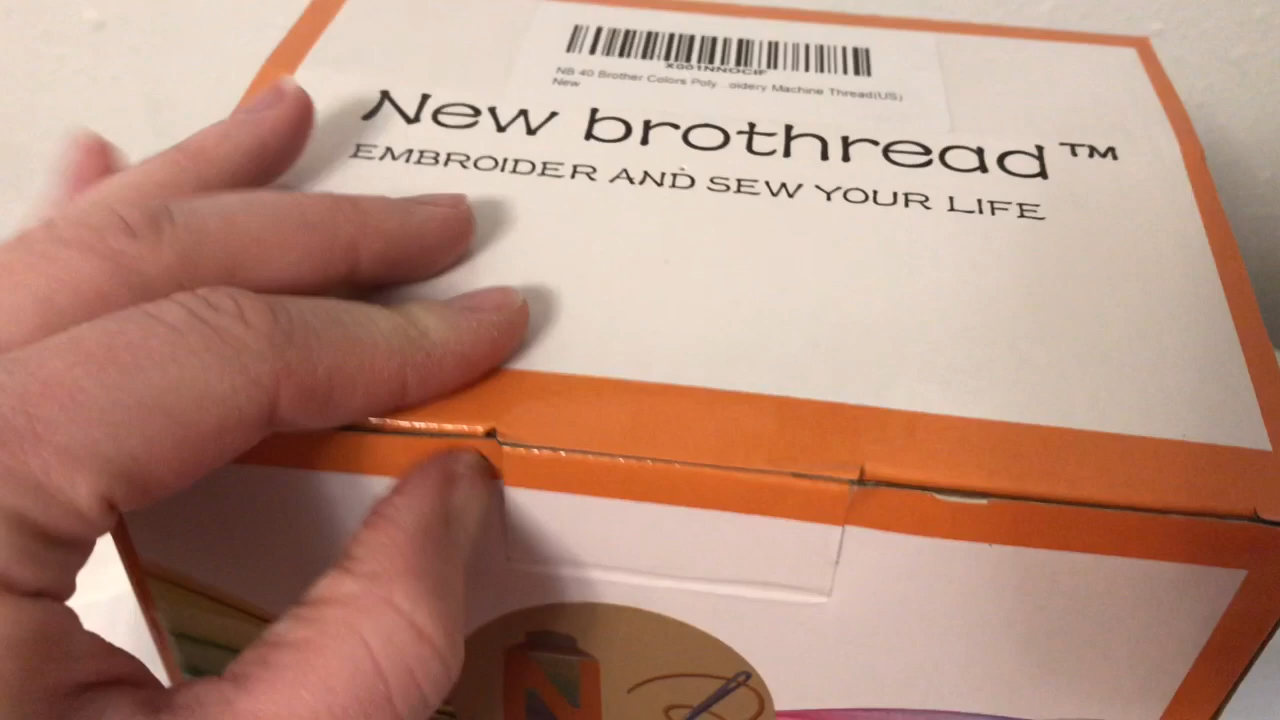 X001NNOCIF
NB 40 Brother Colors Poly ..oidery Machine Thread(US)
New
New brothread™
EMBROIDER AND SEW YOUR LIFE
N